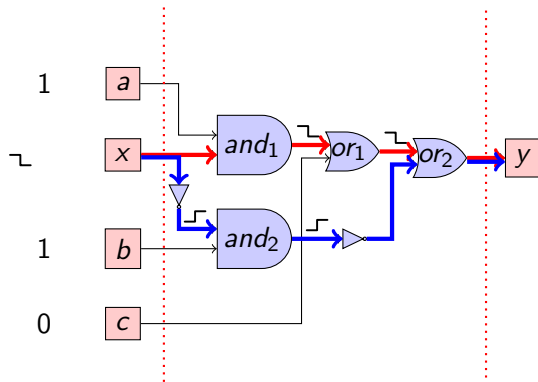 1 a
and₁
x
or₁
or₂
y
and₂
1 b
0 c